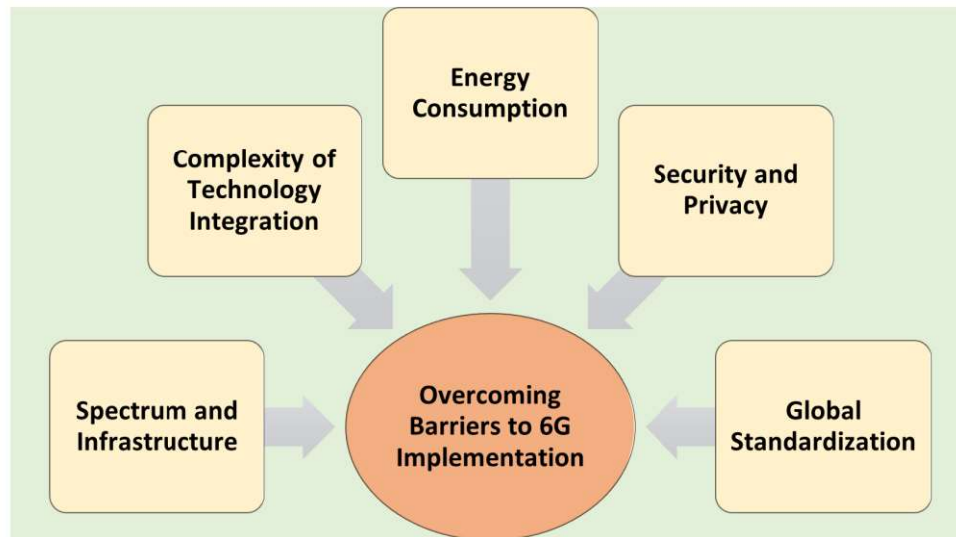 Energy
Consumption
Complexity of
Technology
Integration
Security and
Privacy
Spectrum and
Infrastructure
Overcoming
Barriers to 6G
Implementation
Global
Standardization